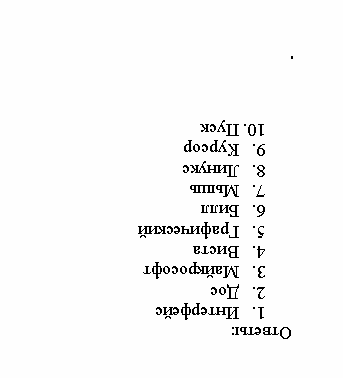 Ответы:
1. Интерфейс
2. Дос
3. Майкрософт
4. Виста
5. Графический
6. Билл
7. Мышь
8. Линукс
9. Курсор
10. Пуск